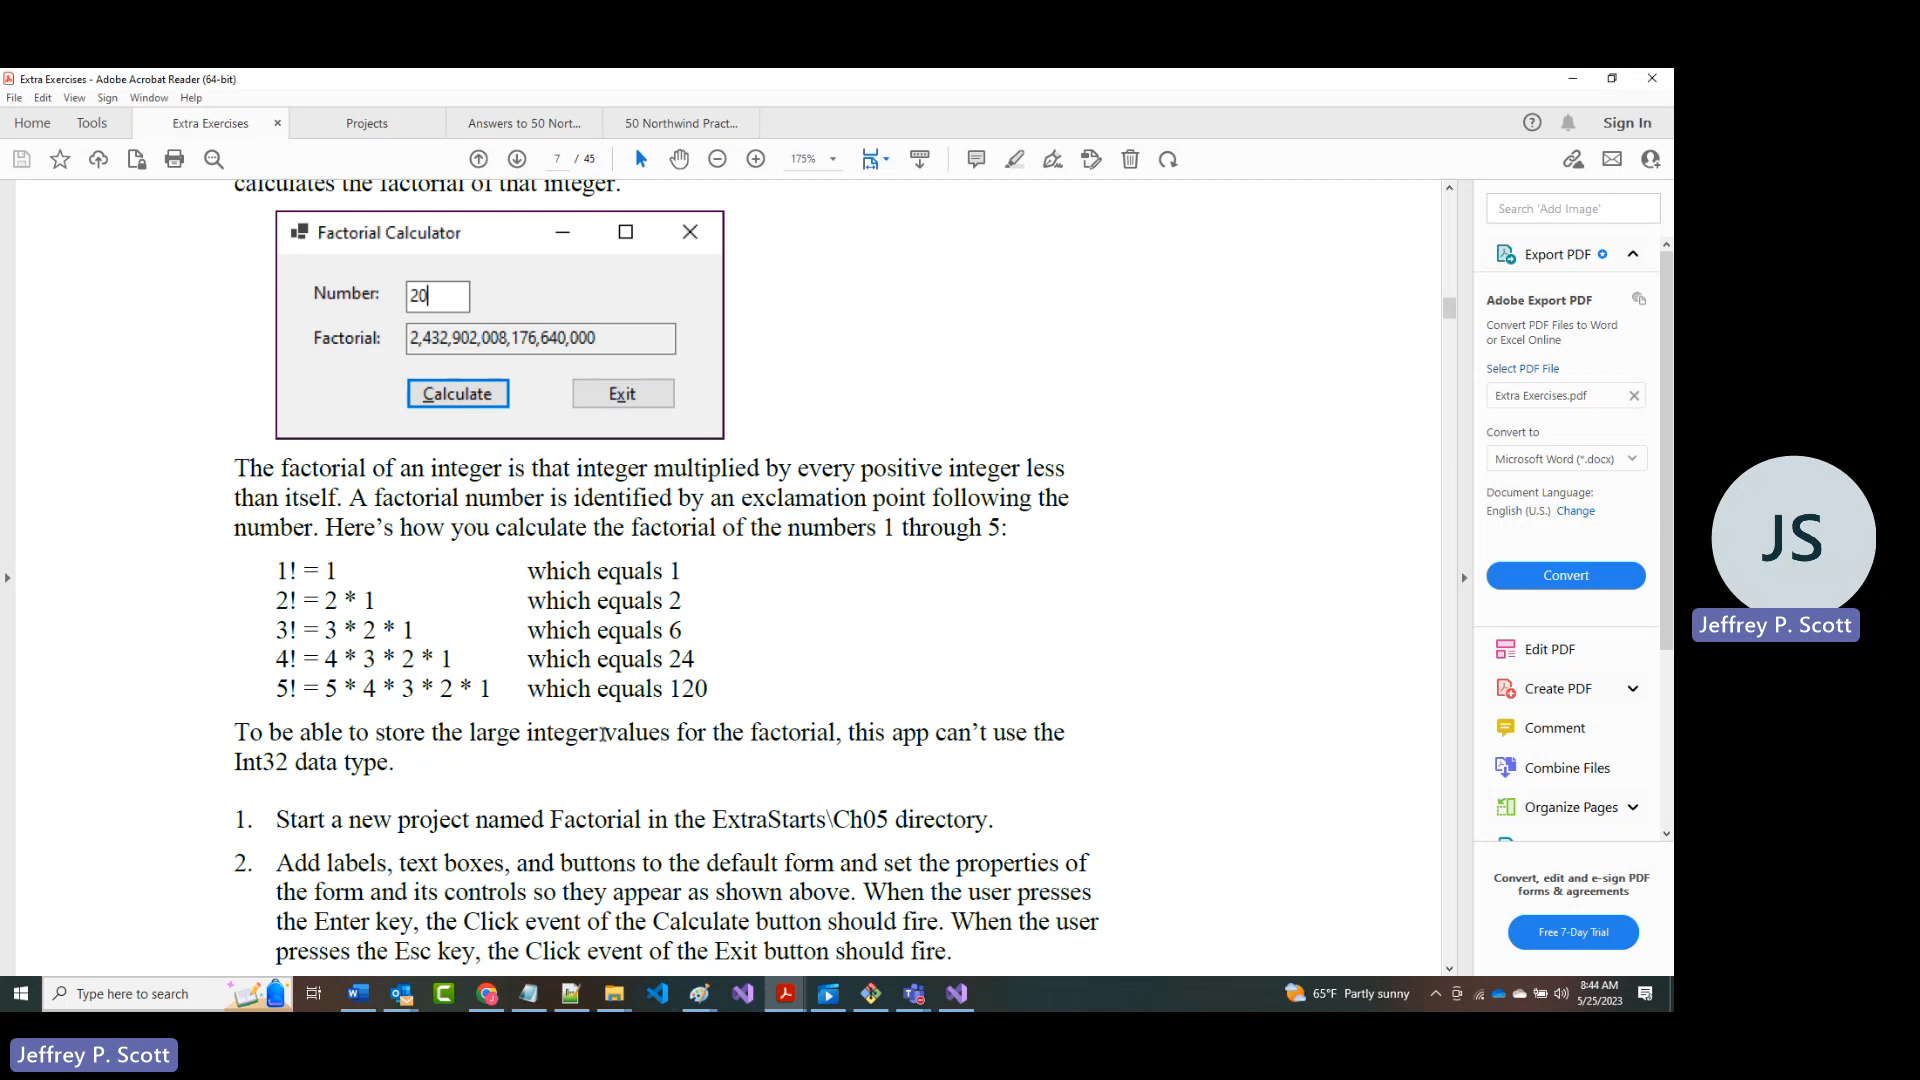 Extra Exercises - Adobe Acrobat Reader (64-bit)
File Edit View Sign Window Help
Home Tools Extra Exercises × Projects Answers to 50 Nort... 50 Northwind Pract... Sign In
7 / 45 175%
calculates the factorial of that integer.
Factorial Calculator
Number: 20
Factorial: 2,432,902,008,176,640,000
Calculate Exit
The factorial of an integer is that integer multiplied by every positive integer less
than itself. A factorial number is identified by an exclamation point following the
number. Here’s how you calculate the factorial of the numbers 1 through 5:
1! = 1 which equals 1
2! = 2 * 1 which equals 2
3! = 3 * 2 * 1 which equals 6
4! = 4 * 3 * 2 * 1 which equals 24
5! = 5 * 4 * 3 * 2 * 1 which equals 120
To be able to store the large integer values for the factorial, this app can’t use the
Int32 data type.
1. Start a new project named Factorial in the ExtraStarts\Ch05 directory.
2. Add labels, text boxes, and buttons to the default form and set the properties of
the form and its controls so they appear as shown above. When the user presses
the Enter key, the Click event of the Calculate button should fire. When the user
presses the Esc key, the Click event of the Exit button should fire.
Search 'Add Image'
Export PDF
Adobe Export PDF
Convert PDF Files to Word
or Excel Online
Select PDF File
Extra Exercises.pdf
Convert to
Microsoft Word (*.docx)
Document Language:
English (U.S.) Change
Convert
Edit PDF
Create PDF
Comment
Combine Files
Organize Pages
Convert, edit and e-sign PDF
forms & agreements
Free 7-Day Trial
JS
Jeffrey P. Scott
Type here to search
65°F Partly sunny
8:44 AM
5/25/2023
Jeffrey P. Scott